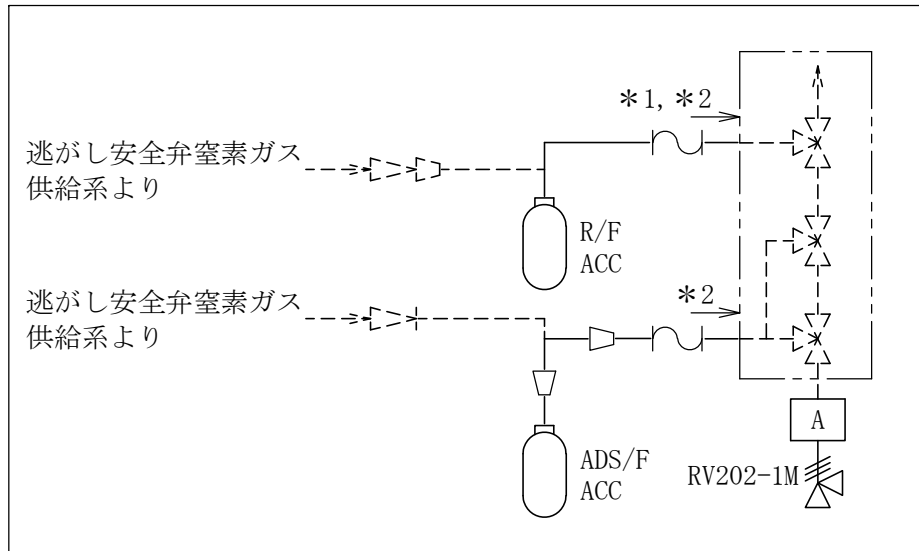 *1, *2
逃がし安全弁窒素ガス
供給系より
R/F
ACC
逃がし安全弁窒素ガス
供給系より
*2
A
ADS/F
ACC
RV202-1M